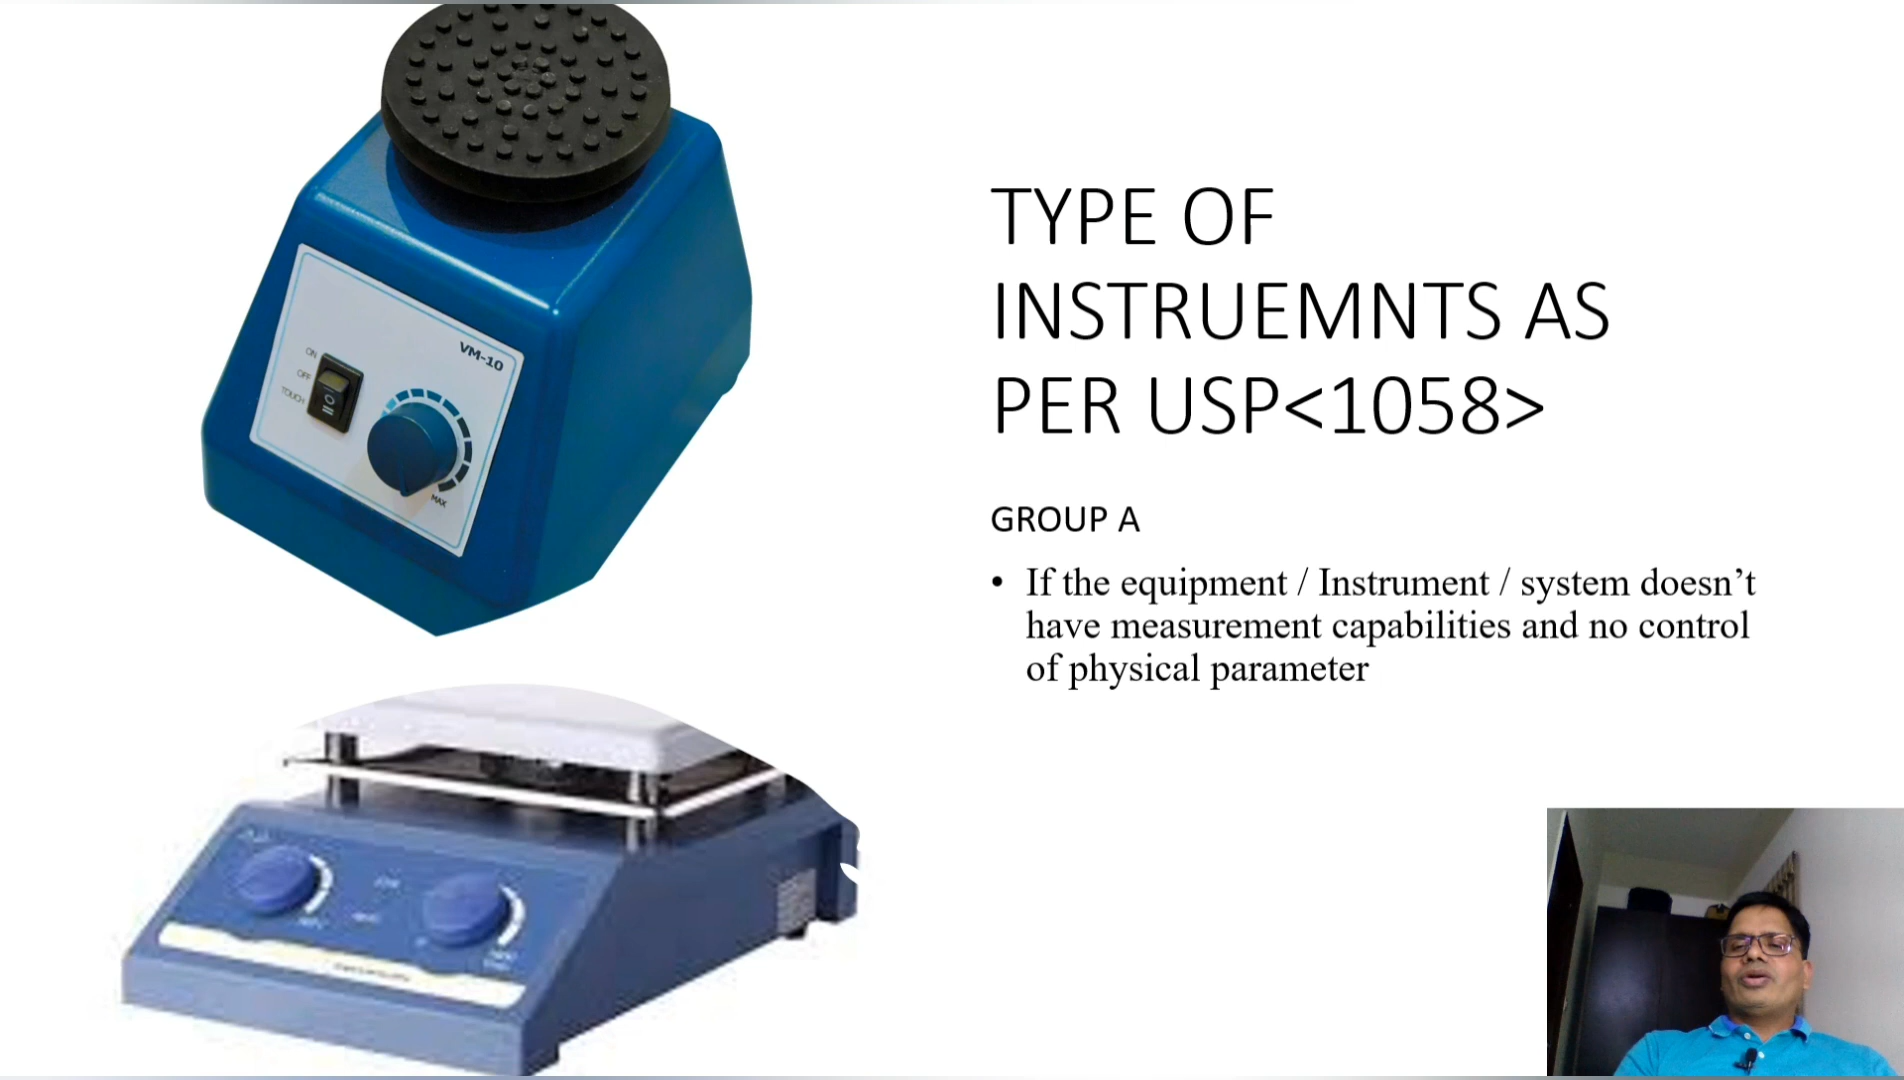 TYPE OF
INSTRUEMNTS AS
PER USP<1058>
GROUP A
• If the equipment / Instrument / system doesn’t
have measurement capabilities and no control
of physical parameter
VM-10
ON
OFF
TOUCH
MAX